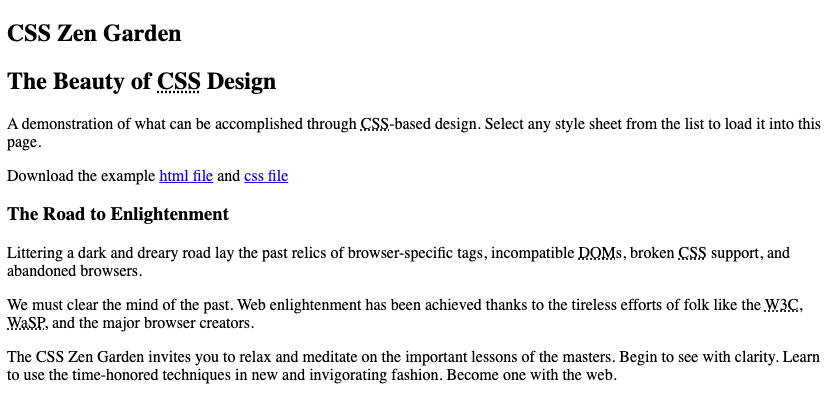 CSS Zen Garden
The Beauty of CSS Design
A demonstration of what can be accomplished through CSS-based design. Select any style sheet from the list to load it into this
page.
Download the example html file and css file
The Road to Enlightenment
Littering a dark and dreary road lay the past relics of browser-specific tags, incompatible DOMs, broken CSS support, and
abandoned browsers.
We must clear the mind of the past. Web enlightenment has been achieved thanks to the tireless efforts of folk like the W3C,
WaSP, and the major browser creators.
The CSS Zen Garden invites you to relax and meditate on the important lessons of the masters. Begin to see with clarity. Learn
to use the time-honored techniques in new and invigorating fashion. Become one with the web.